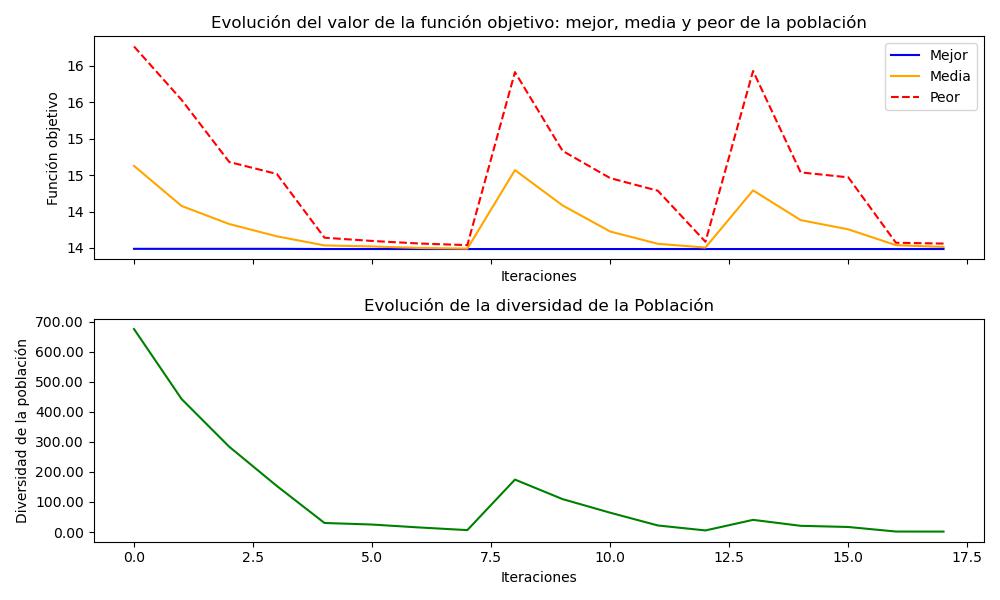 Evolución del valor de la función objetivo: mejor, media y peor de la población
Función objetivo
16
16
15
15
14
14
Mejor
Media
Peor
Iteraciones
Evolución de la diversidad de la Población
Diversidad de la población
700.00
600.00
500.00
400.00
300.00
200.00
100.00
0.00
0.0 2.5 5.0 7.5 10.0 12.5 15.0 17.5
Iteraciones